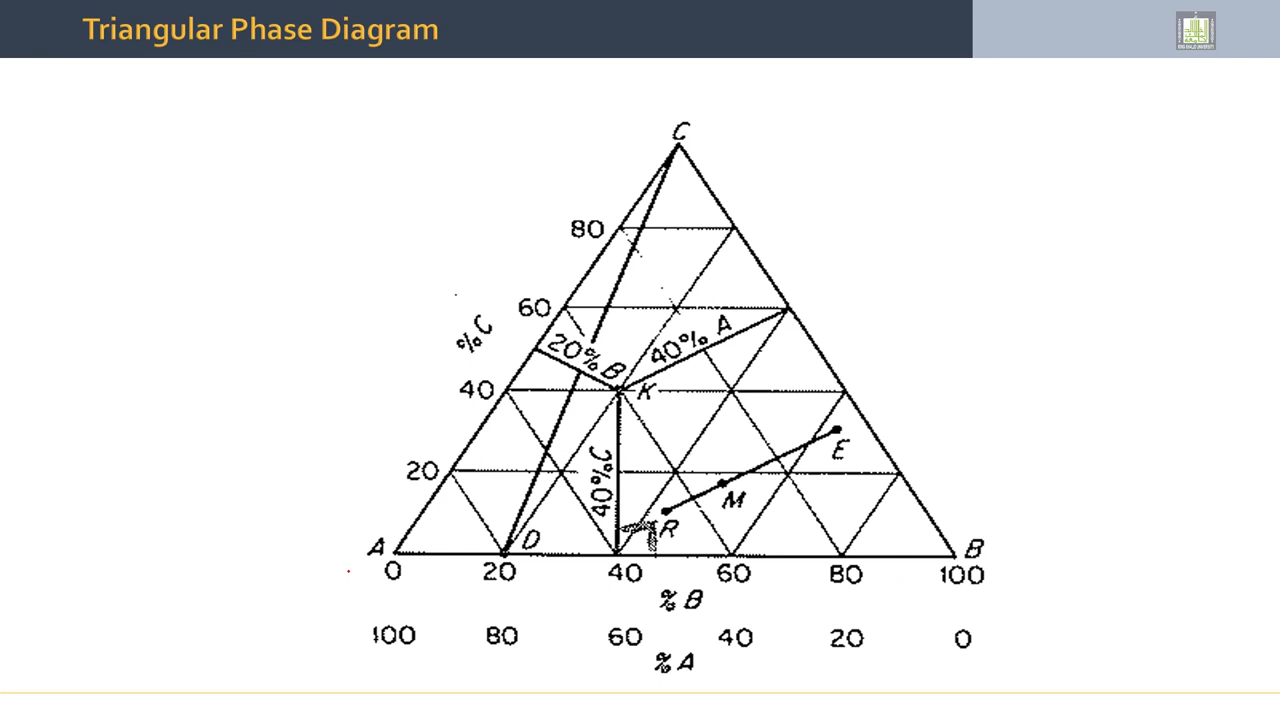 Triangular Phase Diagram
C
80
60
%C
20% B
40% A
40
K
E
20
40%C
M
R
A
D
B
0 20 40 60 80 100
%B
100 80 60 40 20 0
%A